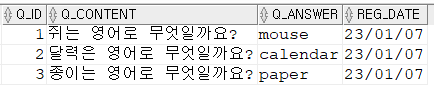 Q_ID Q_CONTENT Q_ANSWER REG_DATE
1 쥐는 영어로 무엇일까요? mouse 23/01/07
2 달력은 영어로 무엇일까요? calendar 23/01/07
3 종이는 영어로 무엇일까요? paper 23/01/07